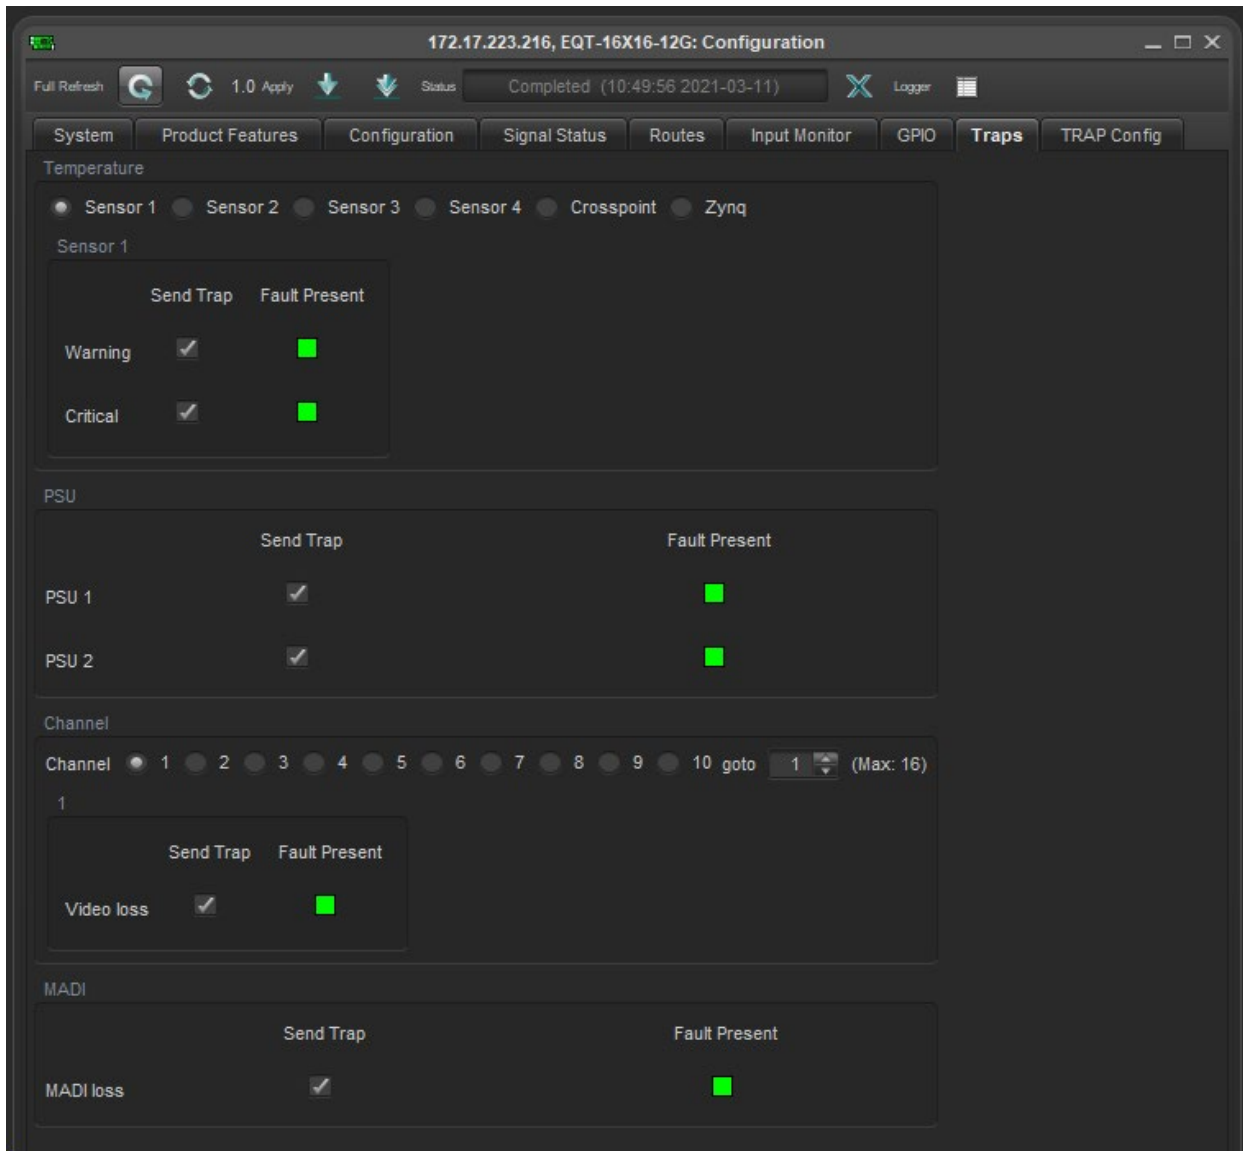 172.17.223.216, EQT-16X16-12G: Configuration
Full Refresh 1.0 Apply Status Completed (10:49:56 2021-03-11) Logger
System Product Features Configuration Signal Status Routes Input Monitor GPIO Traps TRAP Config
Temperature
Sensor 1 Sensor 2 Sensor 3 Sensor 4 Crosspoint Zynq
Sensor 1
Send Trap Fault Present
Warning
Critical
PSU
Send Trap Fault Present
PSU 1
PSU 2
Channel
Channel 1 2 3 4 5 6 7 8 9 10 goto 1 (Max: 16)
1
Send Trap Fault Present
Video loss
MADI
Send Trap Fault Present
MADI loss